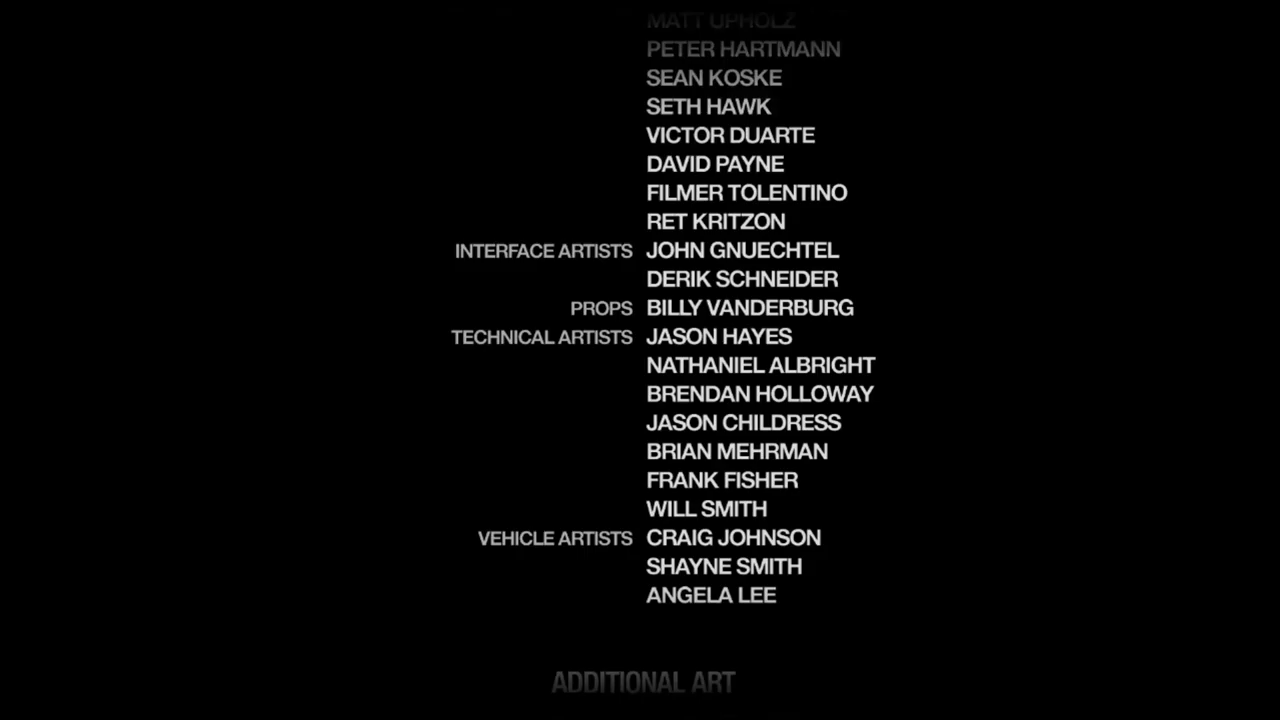 MATT UPHOLZ
PETER HARTMANN
SEAN KOSKE
SETH HAWK
VICTOR DUARTE
DAVID PAYNE
FILMER TOLENTINO
RET KRITZON
INTERFACE ARTISTS JOHN GNUECHTEL
DERIK SCHNEIDER
PROPS BILLY VANDERBURG
TECHNICAL ARTISTS JASON HAYES
NATHANIEL ALBRIGHT
BRENDAN HOLLOWAY
JASON CHILDRESS
BRIAN MEHRMAN
FRANK FISHER
WILL SMITH
VEHICLE ARTISTS CRAIG JOHNSON
SHAYNE SMITH
ANGELA LEE
ADDITIONAL ART